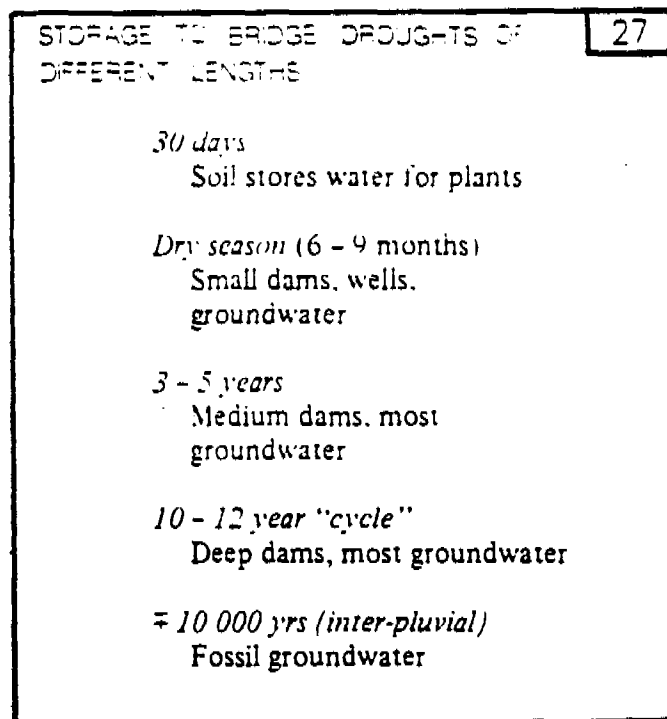 STORAGE TO BRIDGE DROUGHTS OF
27
DIFFERENT LENGTHS
30 days
Soil stores water for plants
Dry season (6 – 9 months)
Small dams, wells,
groundwater
3 – 5 years
Medium dams, most
groundwater
10 – 12 year “cycle”
Deep dams, most groundwater
∓ 10 000 yrs (inter-pluvial)
Fossil groundwater